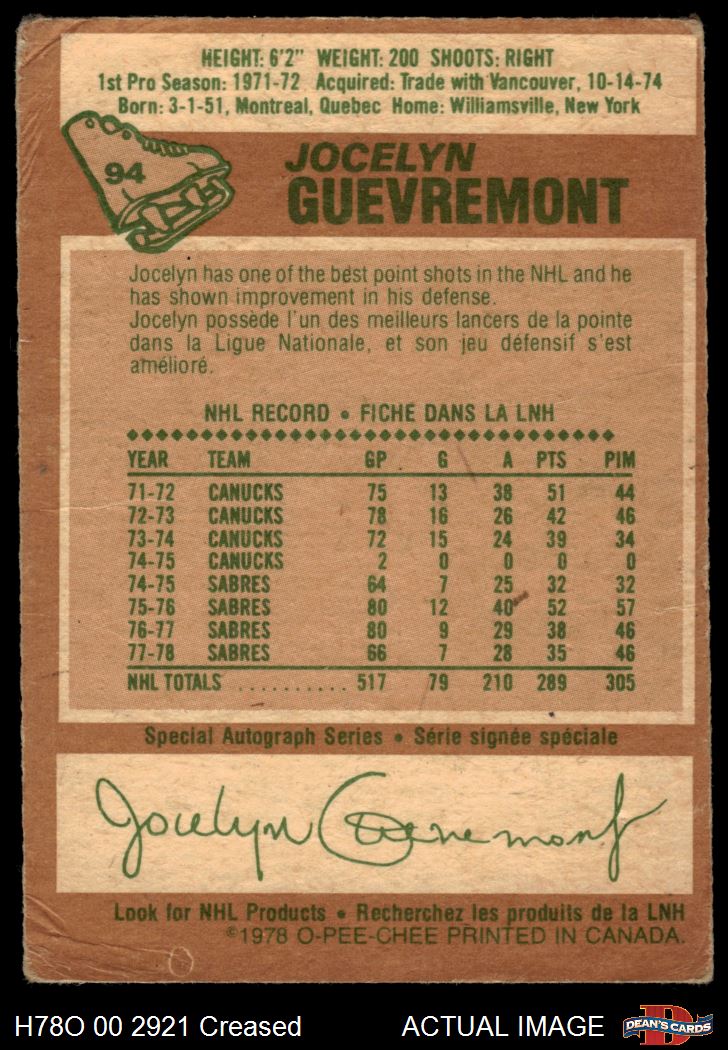 HEIGHT: 6'2" WEIGHT: 200 SHOOTS: RIGHT
1st Pro Season: 1971-72 Acquired: Trade with Vancouver, 10-14-74
Born: 3-1-51, Montreal, Quebec Home: Williamsville, New York
94
JOCELYN
GUEVREMONT
Jocelyn has one of the best point shots in the NHL and he
has shown improvement in his defense.
Jocelyn possède l'un des meilleurs lancers de la pointe
dans la Ligue Nationale, et son jeu défensif s'est
amélioré.
NHL RECORD • FICHE DANS LA LNH
YEAR TEAM GP G A PTS PIM
71-72 CANUCKS 75 13 38 51 44
72-73 CANUCKS 78 16 26 42 46
73-74 CANUCKS 72 15 24 39 34
74-75 CANUCKS 2 0 0 0 0
74-75 SABRES 64 7 25 32 32
75-76 SABRES 80 12 40 52 57
76-77 SABRES 80 9 29 38 46
77-78 SABRES 66 7 28 35 46
NHL TOTALS .......... 517 79 210 289 305
Special Autograph Series • Série signée spéciale
Jocelyn Guevremont
Look for NHL Products • Recherchez les produits de la LNH
©1978 O-PEE-CHEE PRINTED IN CANADA.
H78O 00 2921 Creased ACTUAL IMAGE
D
DEAN'S CARDS